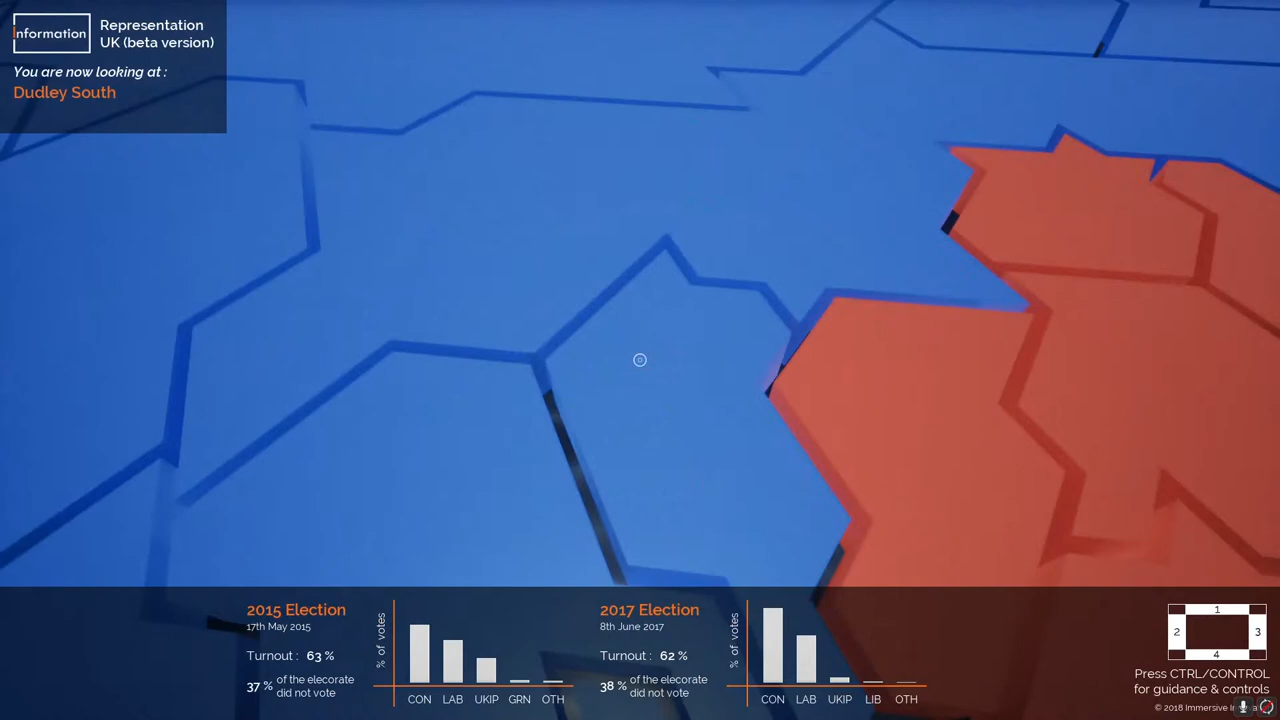 Information
Representation
UK (beta version)
You are now looking at :
Dudley South
2015 Election
17th May 2015
Turnout : 63 %
37 % of the elecorate
did not vote
% of votes
CON LAB UKIP GRN OTH
2017 Election
8th June 2017
Turnout : 62 %
38 % of the elecorate
did not vote
% of votes
CON LAB UKIP LIB OTH
1
2 3
4
Press CTRL/CONTROL
for guidance & controls
© 2018 Immersive